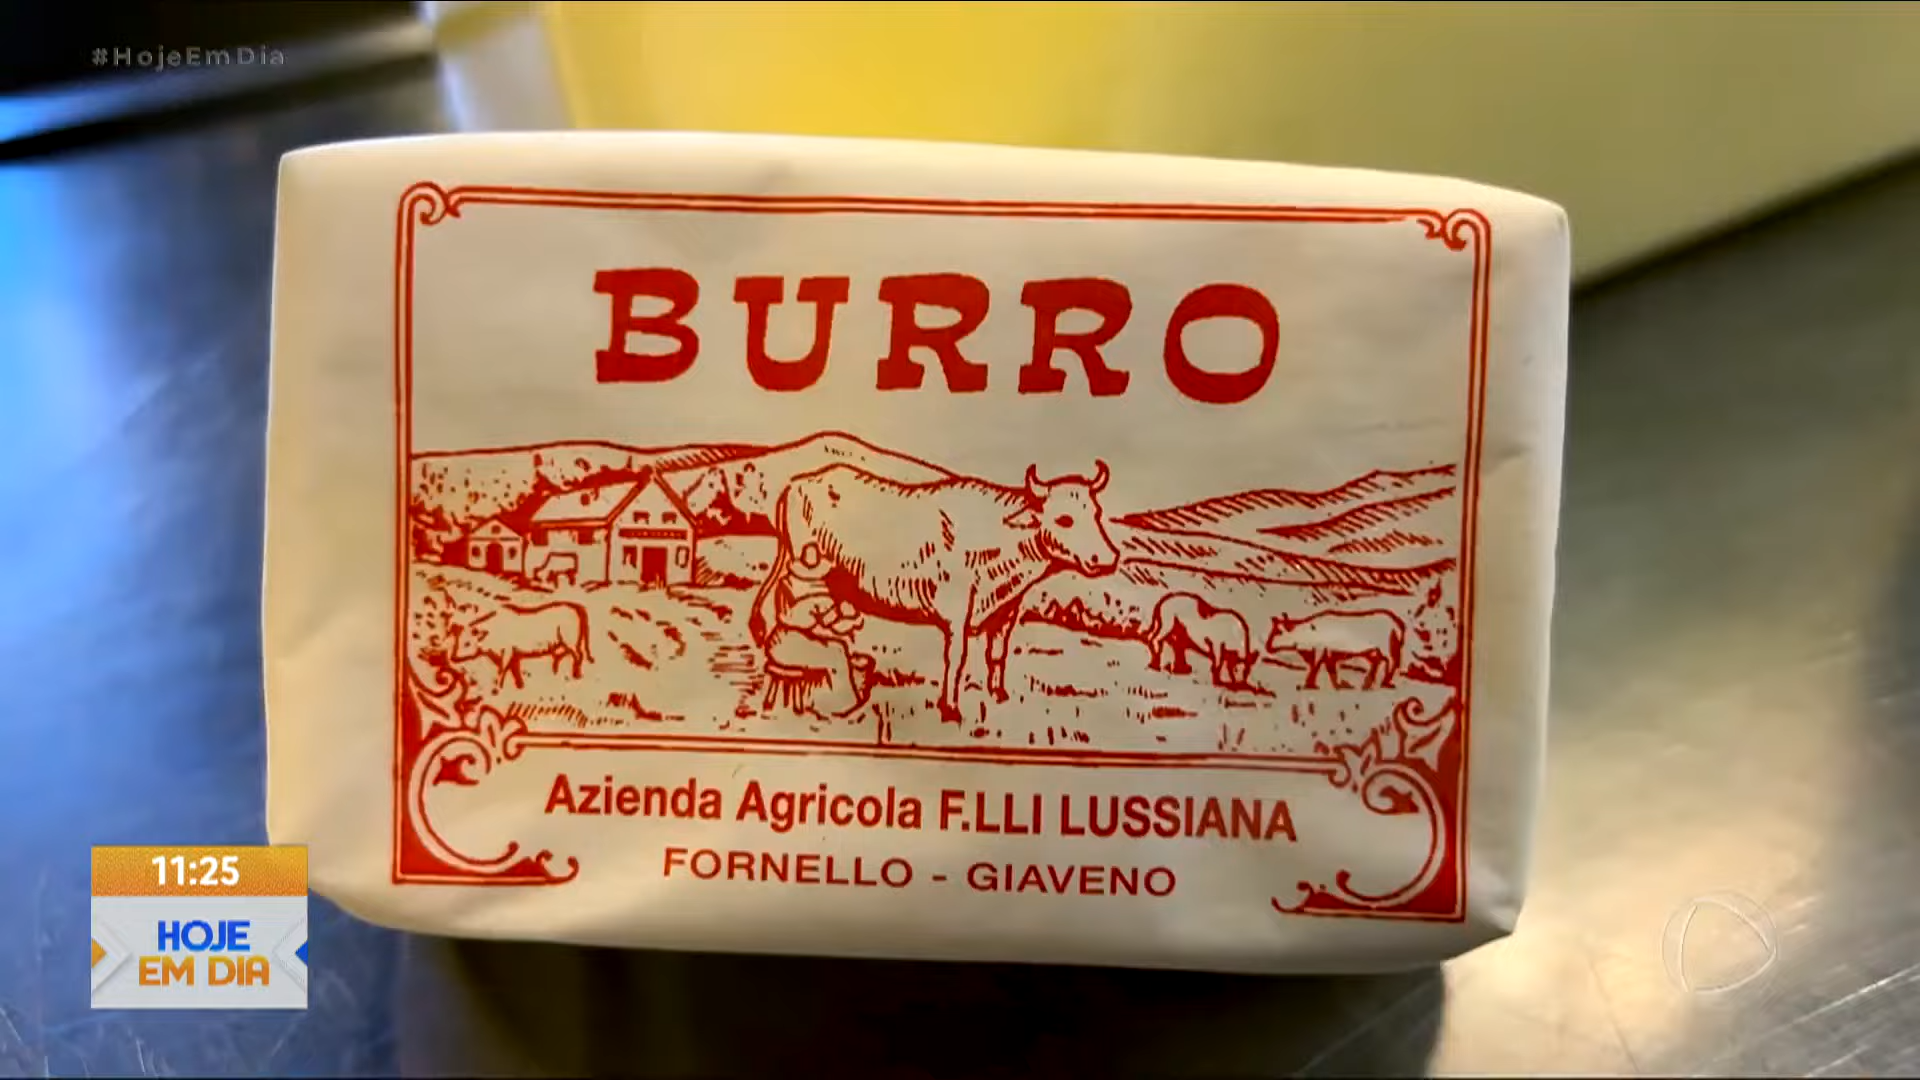 #HojeEmDia
BURRO
Azienda Agricola F.LLI LUSSIANA
FORNELLO - GIAVENO
11:25
HOJE
EM DIA